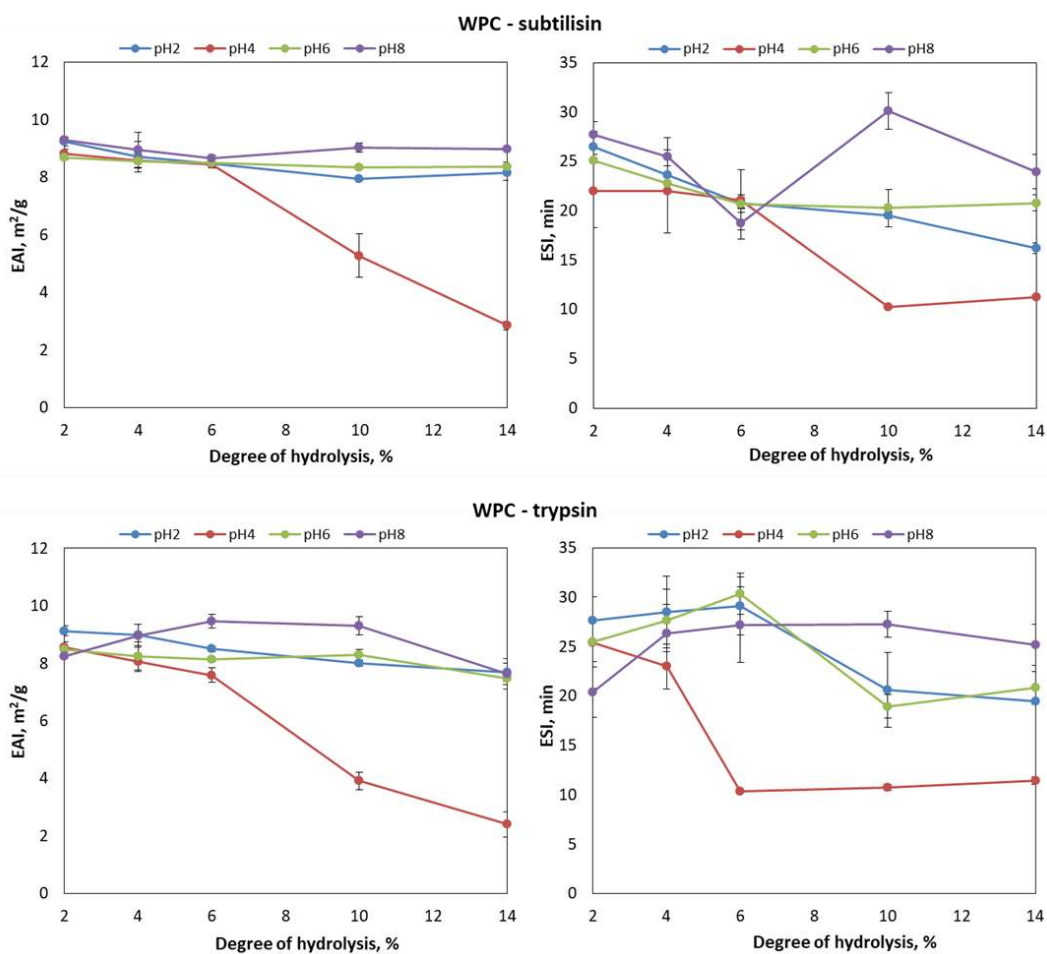 WPC - subtilisin
pH2 pH4 pH6 pH8
12
10
8
6
4
2
0
EAI, m²/g
2 4 6 8 10 12 14
Degree of hydrolysis, %
pH2 pH4 pH6 pH8
35
30
25
20
15
10
5
0
ESI, min
2 4 6 8 10 12 14
Degree of hydrolysis, %
WPC - trypsin
pH2 pH4 pH6 pH8
12
10
8
6
4
2
0
EAI, m²/g
2 4 6 8 10 12 14
Degree of hydrolysis, %
pH2 pH4 pH6 pH8
35
30
25
20
15
10
5
0
ESI, min
2 4 6 8 10 12 14
Degree of hydrolysis, %